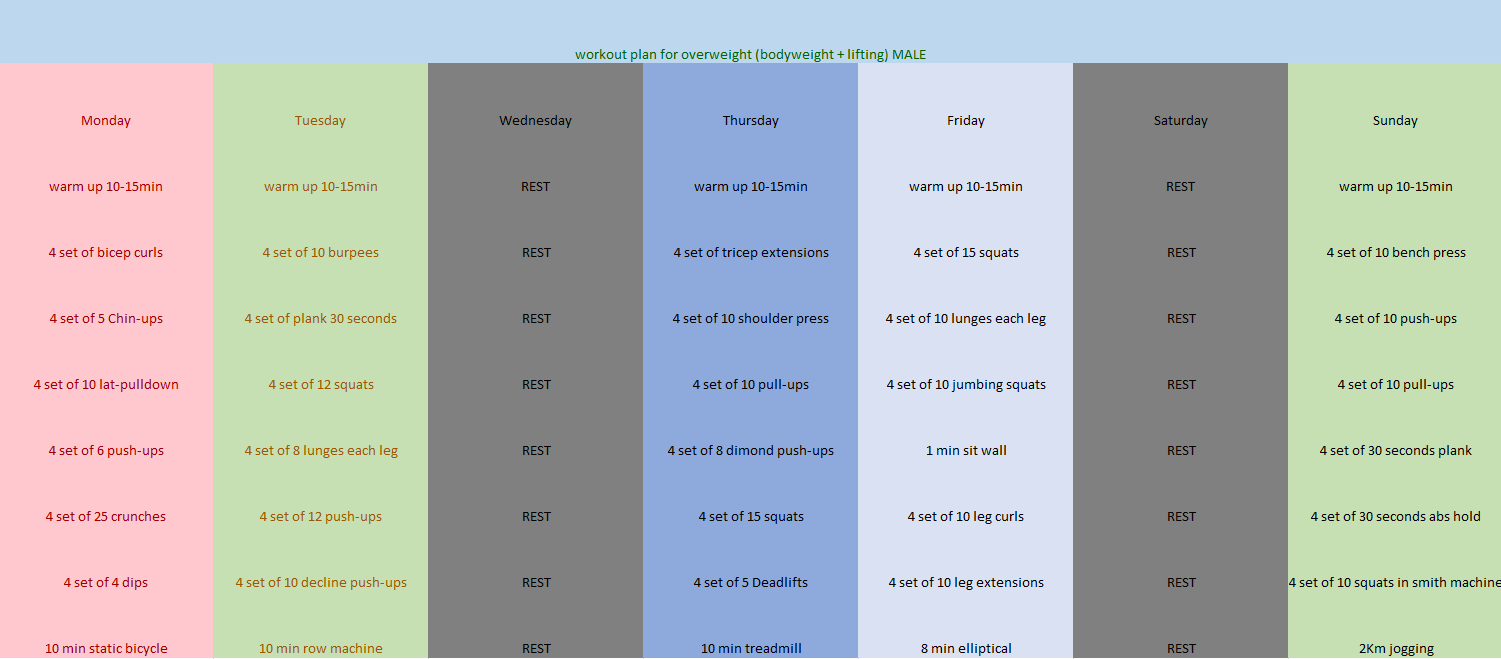 workout plan for overweight (bodyweight + lifting) MALE
Monday Tuesday Wednesday Thursday Friday Saturday Sunday
warm up 10-15min warm up 10-15min REST warm up 10-15min warm up 10-15min REST warm up 10-15min
4 set of bicep curls 4 set of 10 burpees REST 4 set of tricep extensions 4 set of 15 squats REST 4 set of 10 bench press
4 set of 5 Chin-ups 4 set of plank 30 seconds REST 4 set of 10 shoulder press 4 set of 10 lunges each leg REST 4 set of 10 push-ups
4 set of 10 lat-pulldown 4 set of 12 squats REST 4 set of 10 pull-ups 4 set of 10 jumbing squats REST 4 set of 10 pull-ups
4 set of 6 push-ups 4 set of 8 lunges each leg REST 4 set of 8 dimond push-ups 1 min sit wall REST 4 set of 30 seconds plank
4 set of 25 crunches 4 set of 12 push-ups REST 4 set of 15 squats 4 set of 10 leg curls REST 4 set of 30 seconds abs hold
4 set of 4 dips 4 set of 10 decline push-ups REST 4 set of 5 Deadlifts 4 set of 10 leg extensions REST 4 set of 10 squats in smith machine
10 min static bicycle 10 min row machine REST 10 min treadmill 8 min elliptical REST 2Km jogging